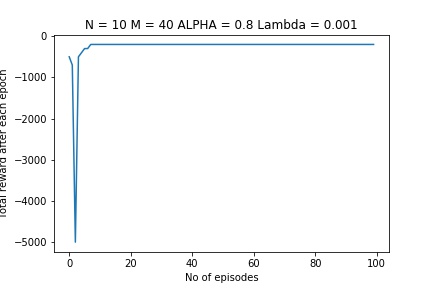 N = 10 M = 40 ALPHA = 0.8 Lambda = 0.001
Total reward after each epoch
0
−1000
−2000
−3000
−4000
−5000
0 20 40 60 80 100
No of episodes